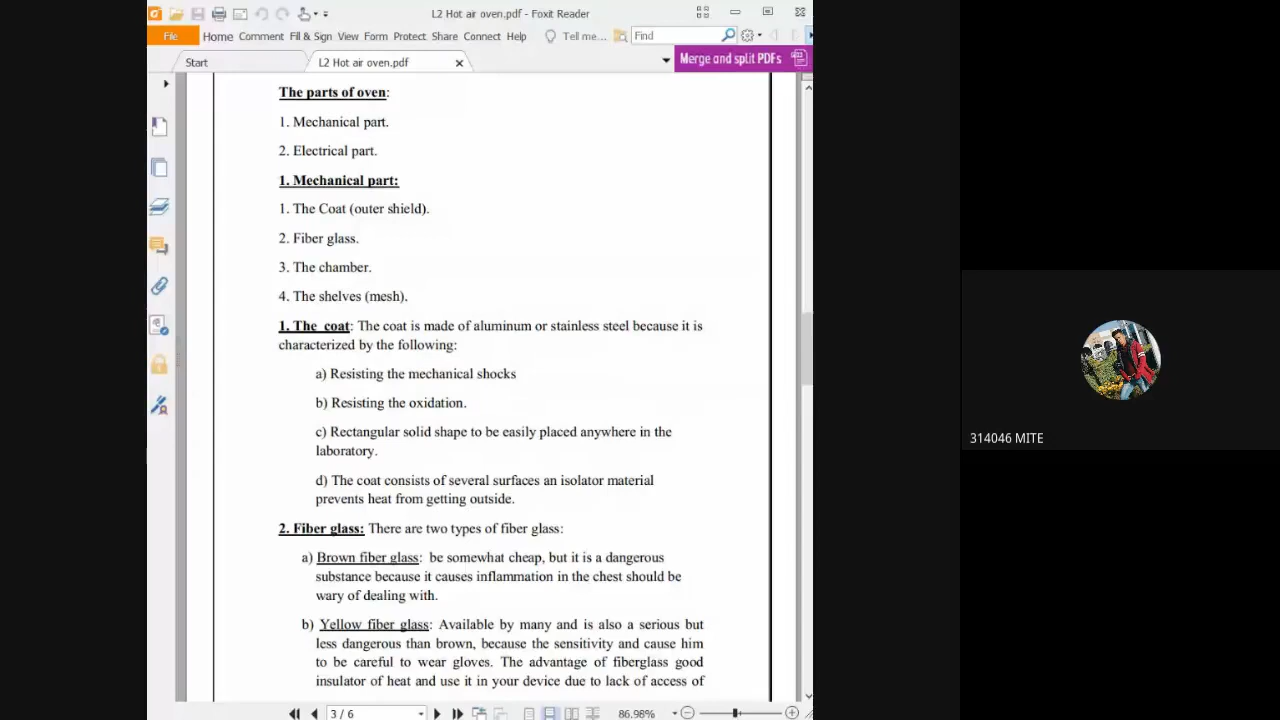 L2 Hot air oven.pdf - Foxit Reader
File Home Comment Fill & Sign View Form Protect Share Connect Help Tell me... Find
Start L2 Hot air oven.pdf Merge and split PDFs
The parts of oven:
1. Mechanical part.
2. Electrical part.
1. Mechanical part:
1. The Coat (outer shield).
2. Fiber glass.
3. The chamber.
4. The shelves (mesh).
1. The coat: The coat is made of aluminum or stainless steel because it is
characterized by the following:
a) Resisting the mechanical shocks
b) Resisting the oxidation.
c) Rectangular solid shape to be easily placed anywhere in the
laboratory.
d) The coat consists of several surfaces an isolator material
prevents heat from getting outside.
2. Fiber glass: There are two types of fiber glass:
a) Brown fiber glass: be somewhat cheap, but it is a dangerous
substance because it causes inflammation in the chest should be
wary of dealing with.
b) Yellow fiber glass: Available by many and is also a serious but
less dangerous than brown, because the sensitivity and cause him
to be careful to wear gloves. The advantage of fiberglass good
insulator of heat and use it in your device due to lack of access of
3 / 6 86.98%
314046 MITE